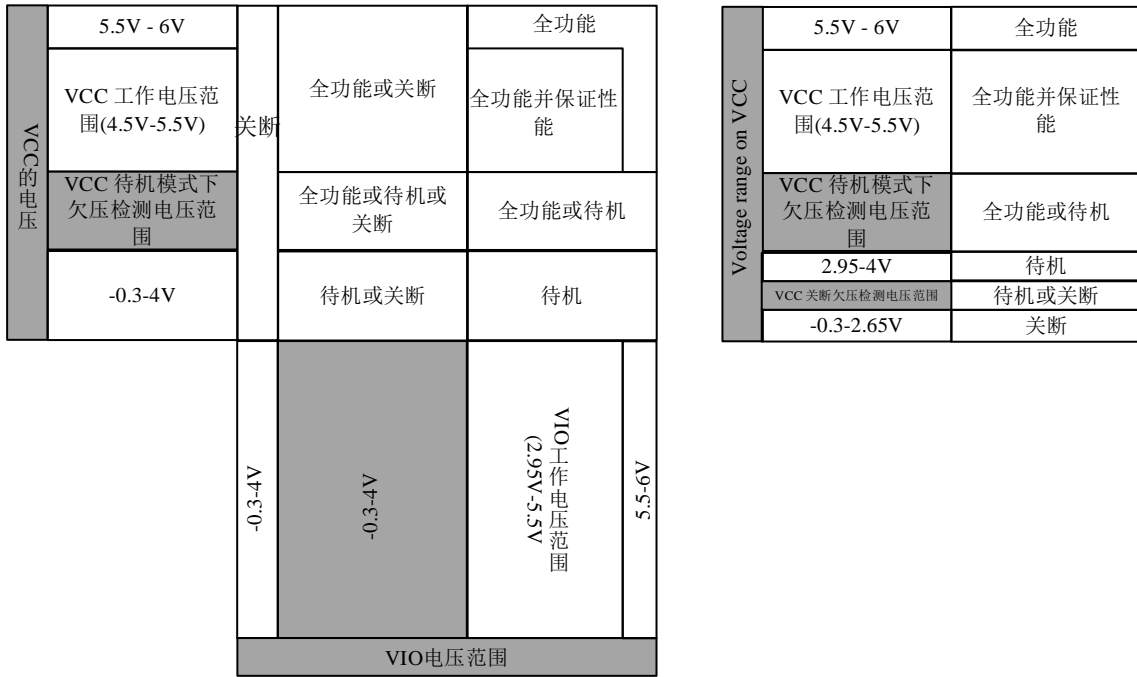 5.5V - 6V
全功能
VCC 工作电压范
围(4.5V-5.5V)
关断
全功能或关断
全功能并保证性
能
VCC的电压
VCC 待机模式下
欠压检测电压范
围
全功能或待机或
关断
全功能或待机
-0.3-4V
待机或关断
待机
-0.3-4V
-0.3-4V
VIO工作电压范围
(2.95V-5.5V
5.5-6V
VIO电压范围
Voltage range on VCC
5.5V - 6V
全功能
VCC 工作电压范
围(4.5V-5.5V)
全功能并保证性
能
VCC 待机模式下
欠压检测电压范
围
全功能或待机
2.95-4V
待机
VCC 关断欠压检测电压范围
待机或关断
-0.3-2.65V
关断